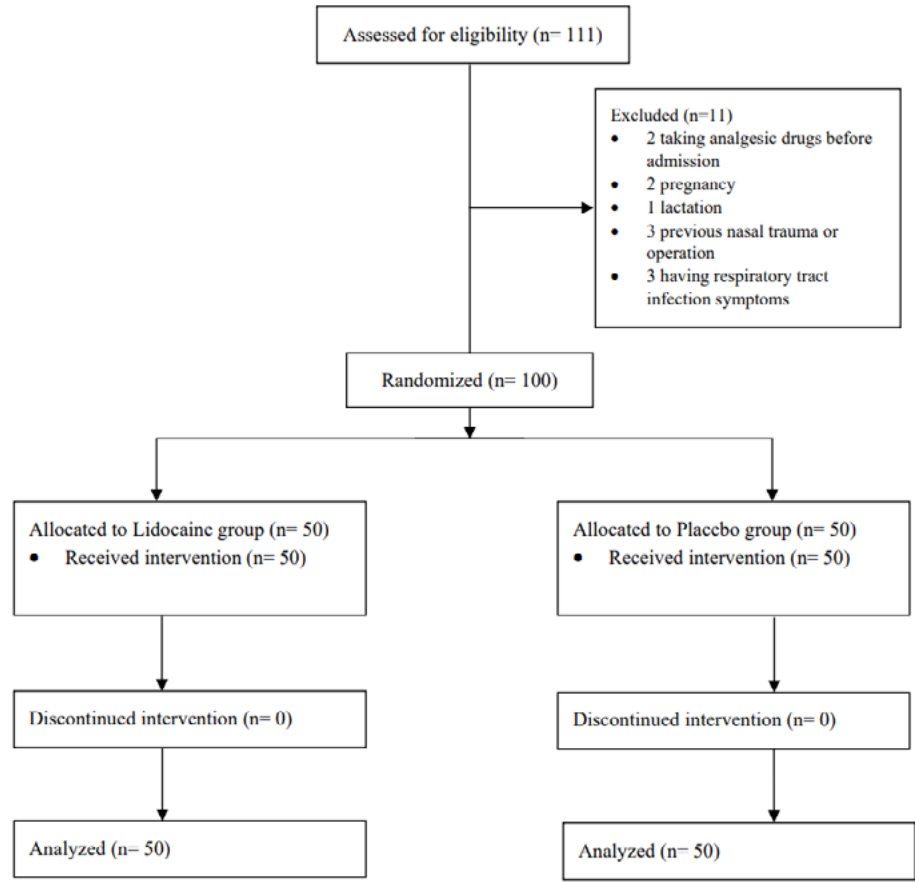 Assessed for eligibility (n= 111)
Excluded (n=11)
• 2 taking analgesic drugs before
admission
• 2 pregnancy
• 1 lactation
• 3 previous nasal trauma or
operation
• 3 having respiratory tract
infection symptoms
Randomized (n= 100)
Allocated to Lidocaine group (n= 50)
• Received intervention (n= 50)
Allocated to Placebo group (n= 50)
• Received intervention (n= 50)
Discontinued intervention (n= 0)
Discontinued intervention (n= 0)
Analyzed (n= 50)
Analyzed (n= 50)